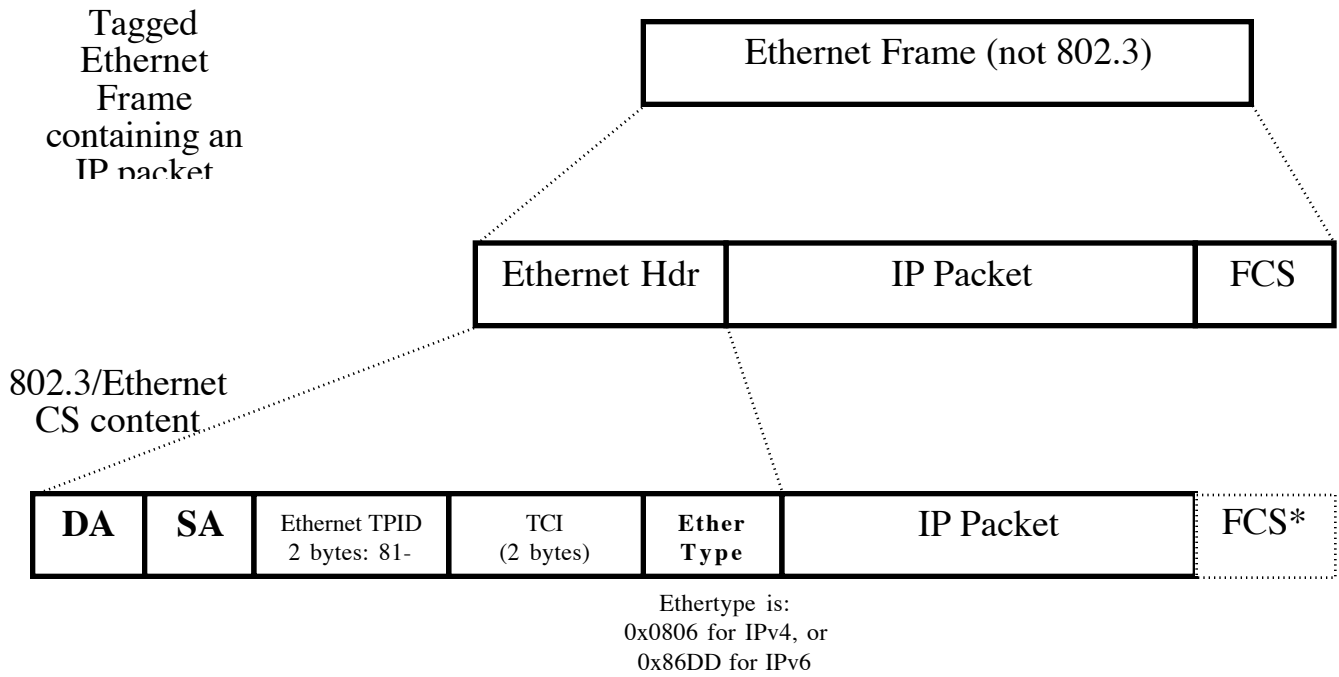 Tagged
Ethernet
Frame
containing an
IP packet
Ethernet Frame (not 802.3)
Ethernet Hdr
IP Packet
FCS
802.3/Ethernet
CS content
DA
SA
Ethernet TPID
2 bytes: 81-
TCI
(2 bytes)
Ether
Type
IP Packet
FCS*
Ethertype is:
0x0806 for IPv4, or
0x86DD for IPv6